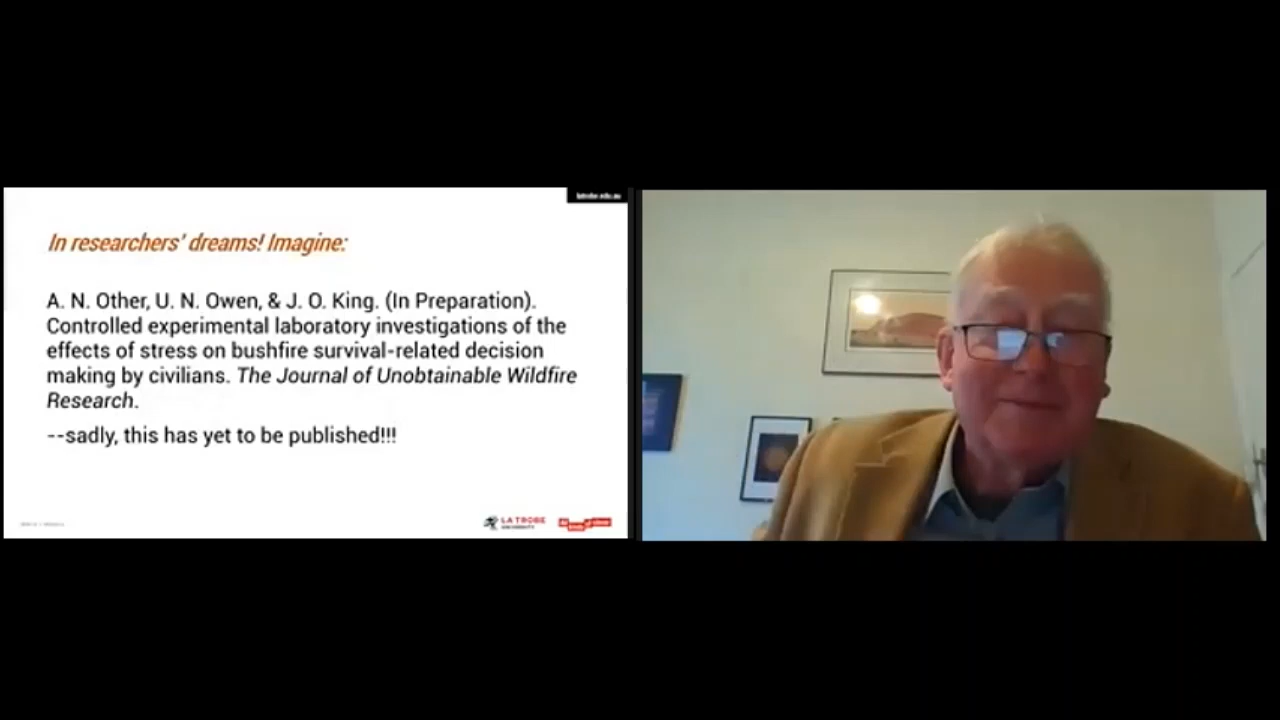 latrobe.edu.au
In researchers' dreams! Imagine:
A. N. Other, U. N. Owen, & J. O. King. (In Preparation).
Controlled experimental laboratory investigations of the
effects of stress on bushfire survival-related decision
making by civilians. The Journal of Unobtainable Wildfire
Research.
--sadly, this has yet to be published!!!
LA TROBE
UNIVERSITY